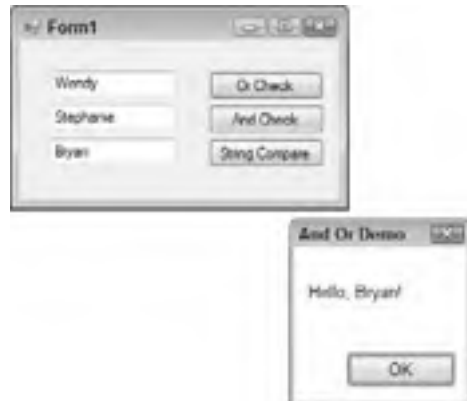 Form1
Wendy
Or Check
Stephanie
And Check
Bryan
String Compare
And Or Demo
Hello, Bryan!
OK